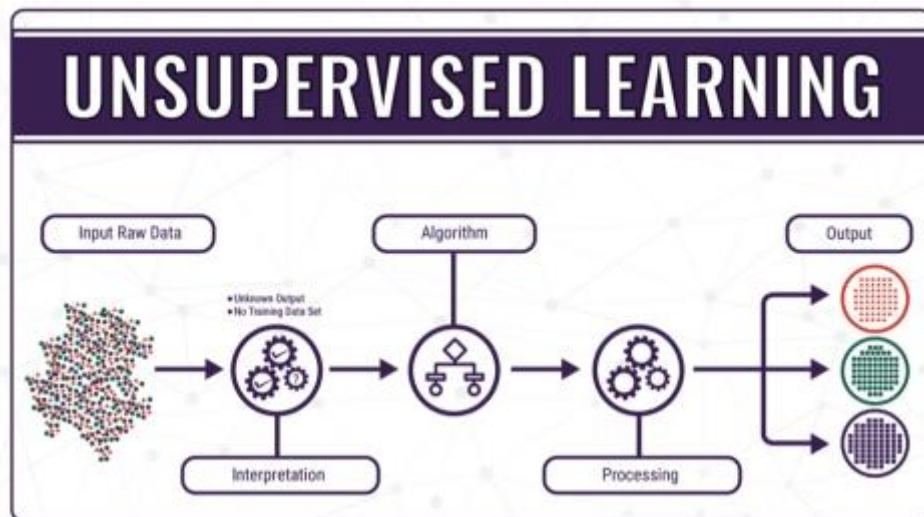 UNSUPERVISED LEARNING
Input Raw Data
Algorithm
Output
• Unknown Output
• No Training Data Set
Interpretation
Processing